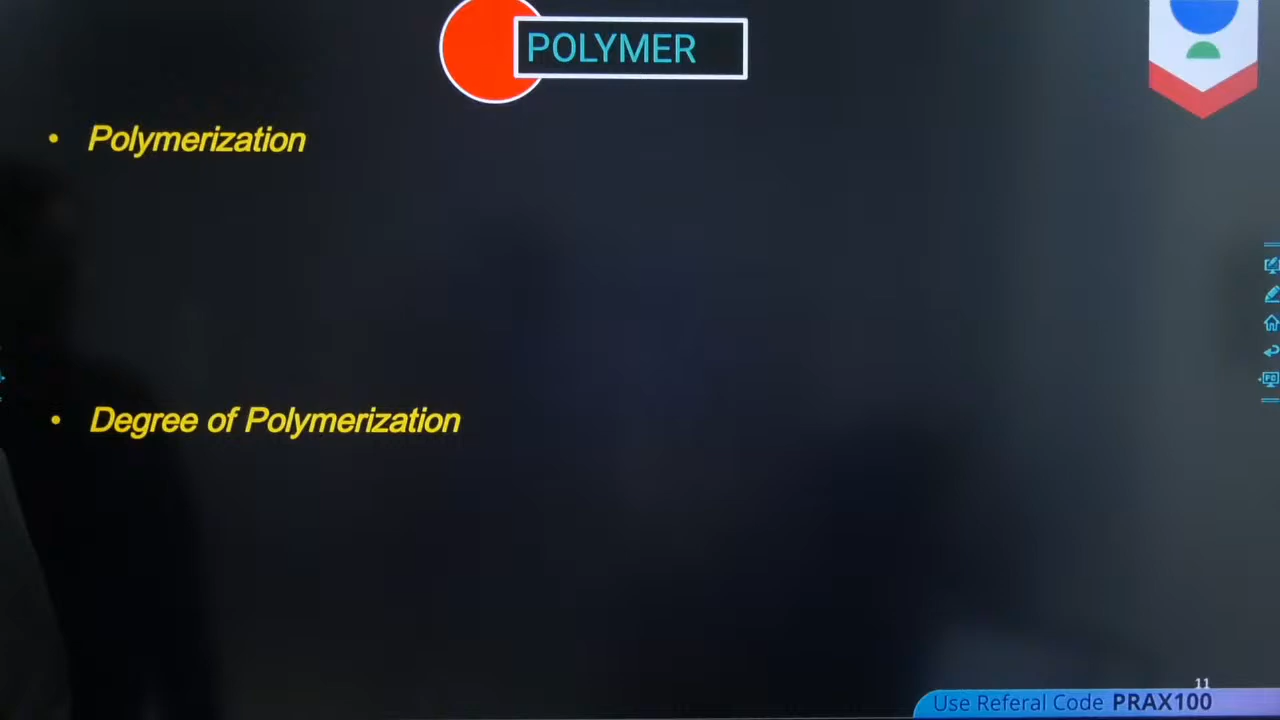 POLYMER
• Polymerization
• Degree of Polymerization
11
Use Referal Code PRAX100